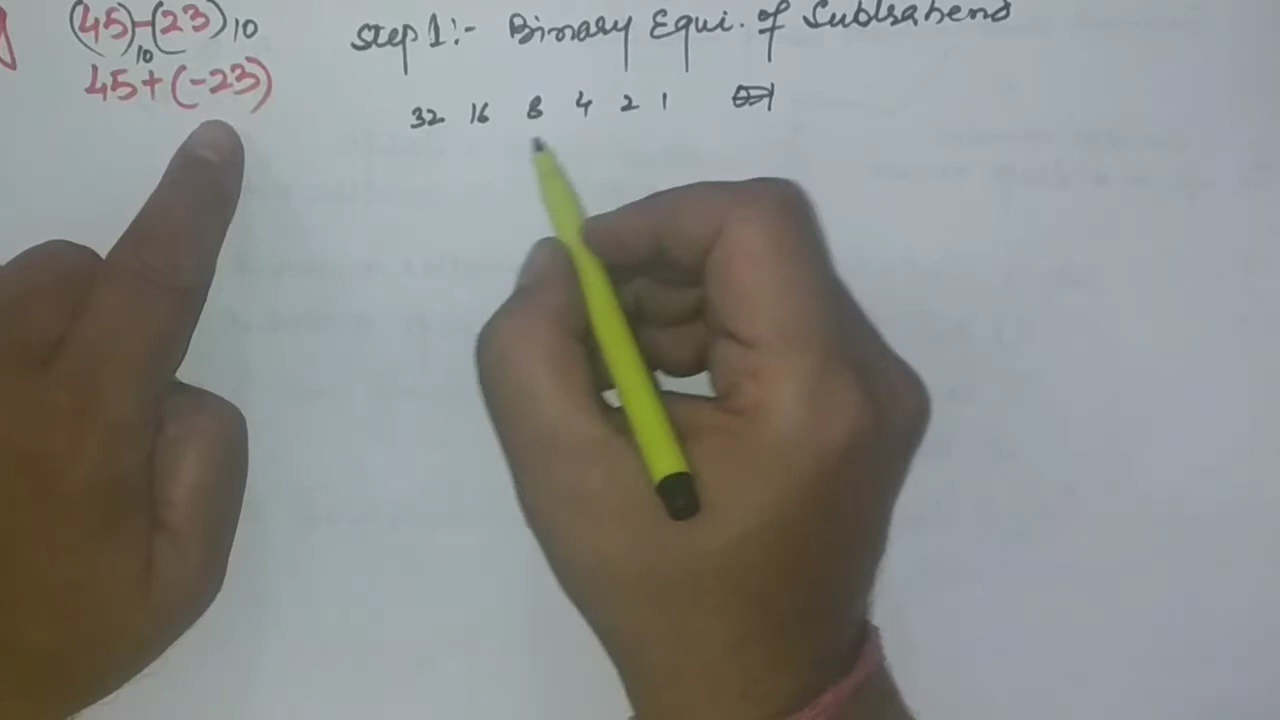 (45)10-(23)10
45+(-23)
Step 1:- Binary Equi. of Subtrahend
32 16 8 4 2 1